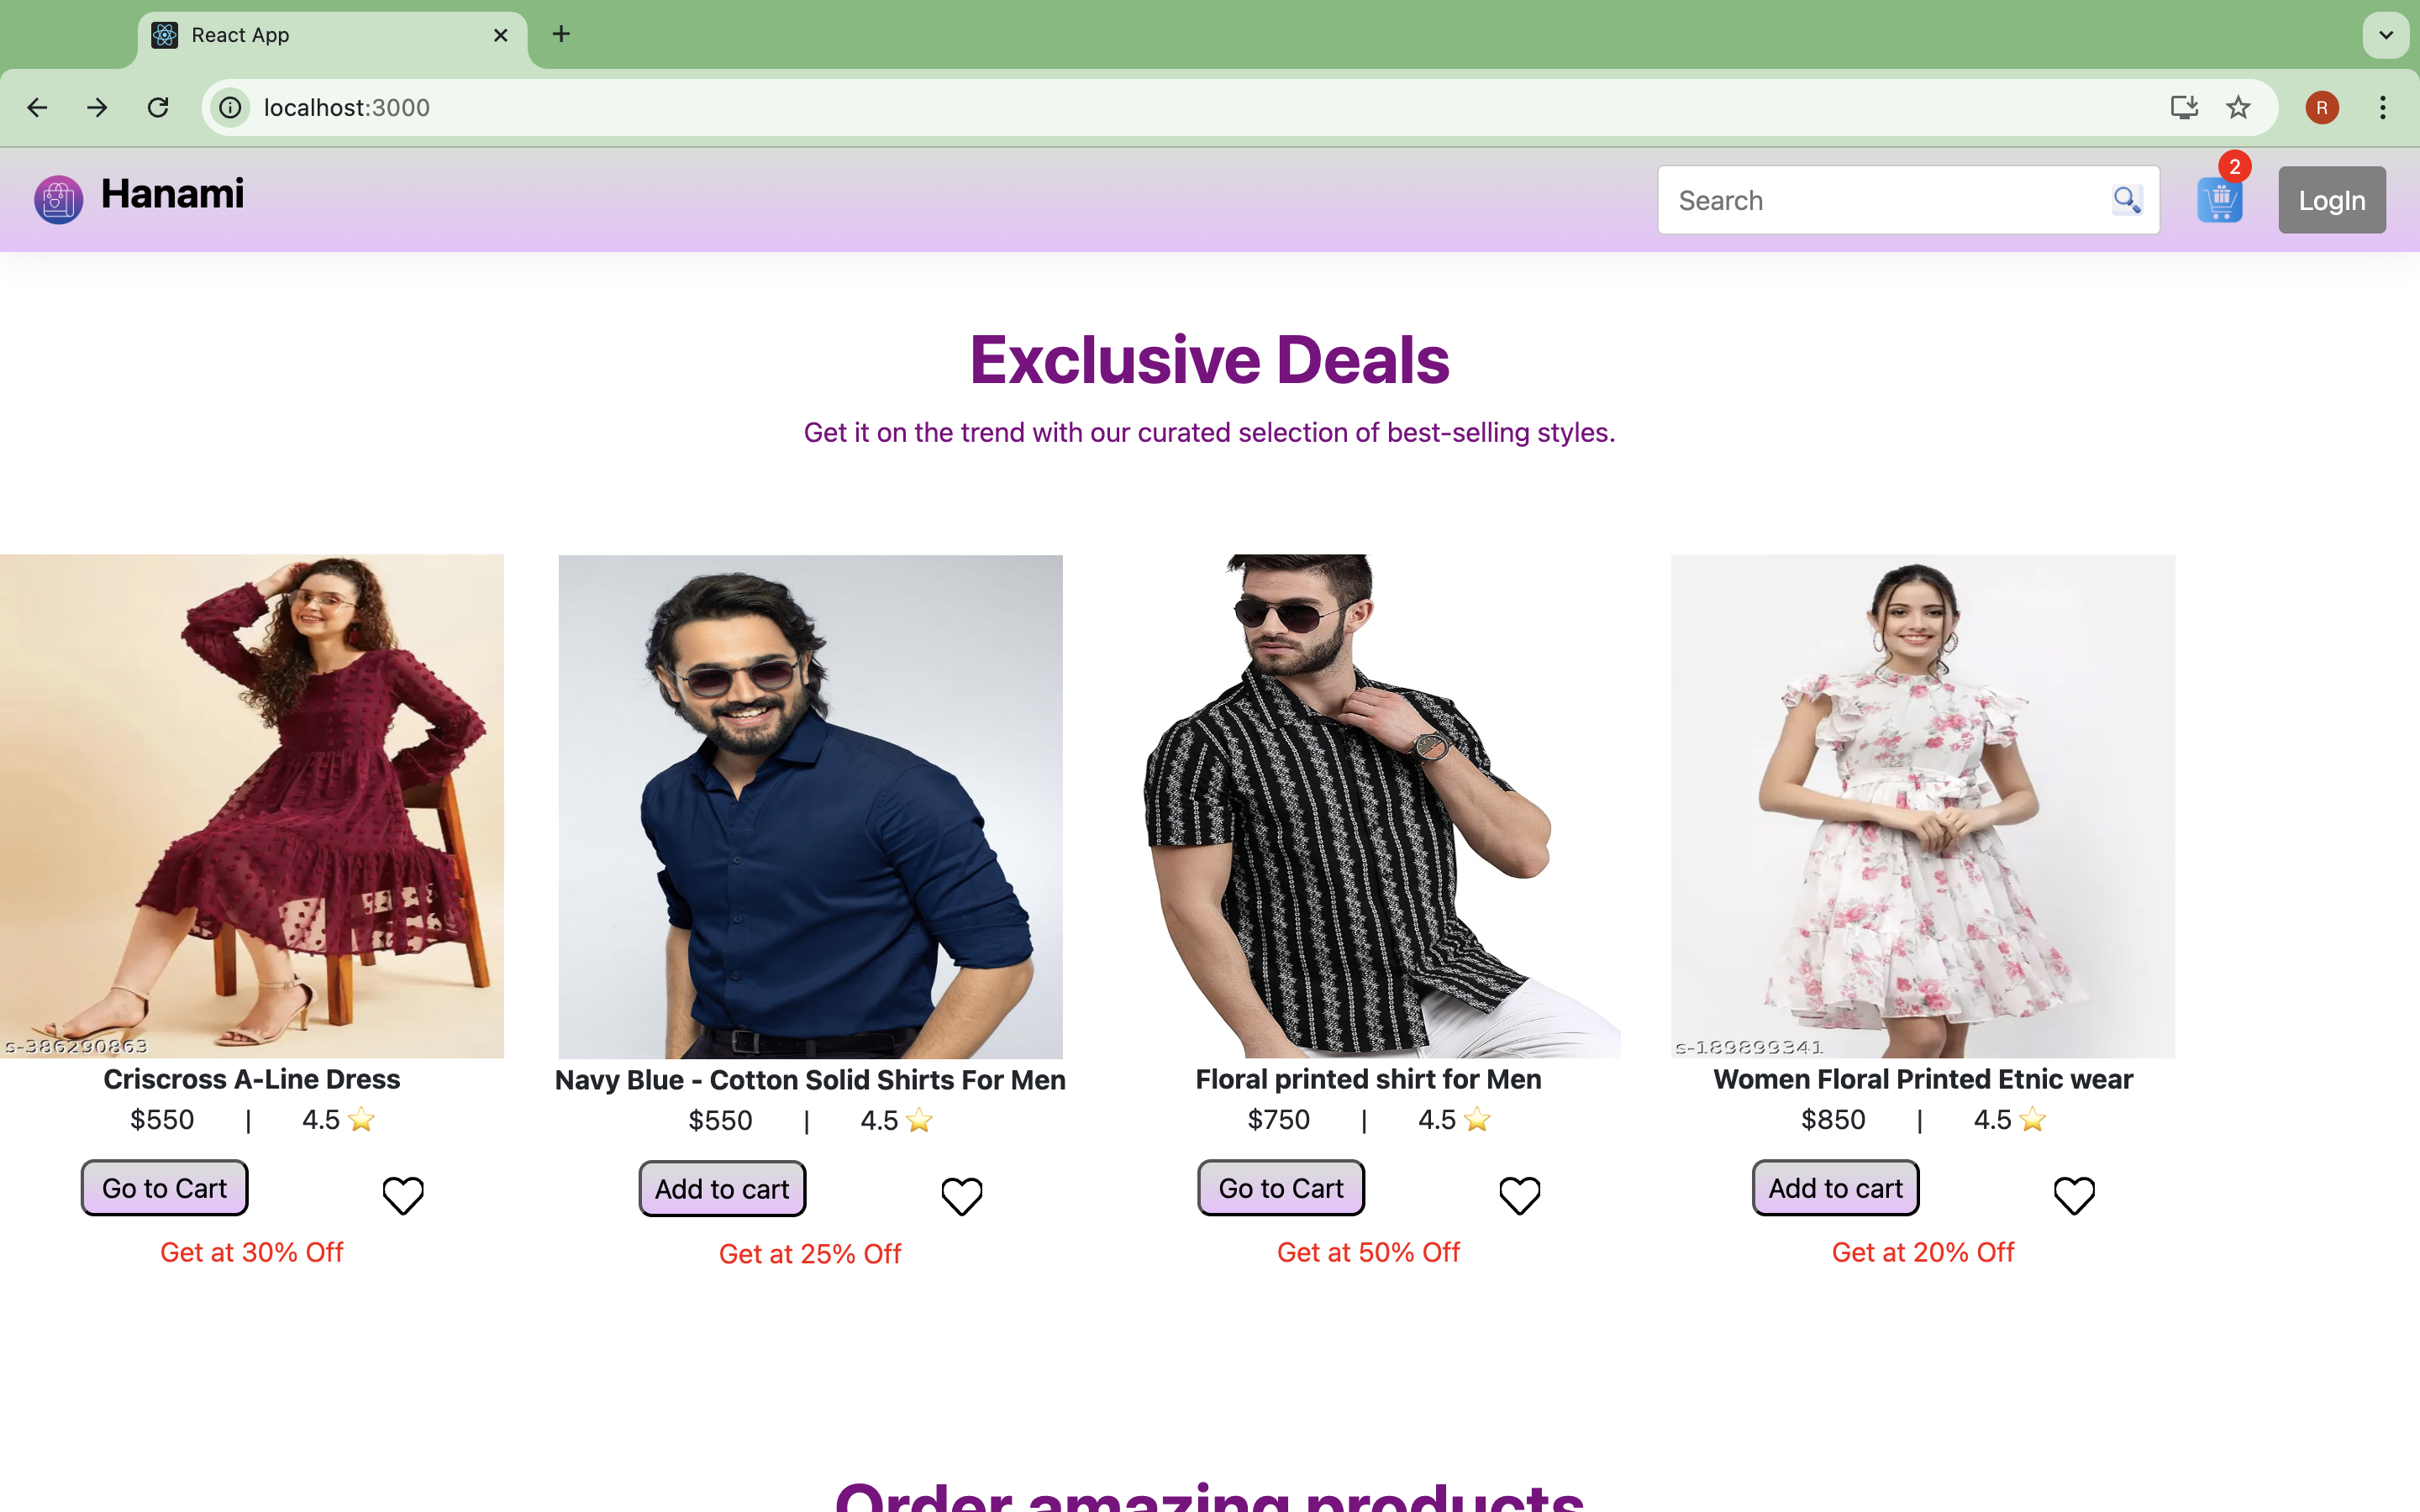 React App
localhost:3000
Hanami
Search
2
LogIn
R
Exclusive Deals
Get it on the trend with our curated selection of best-selling styles.
s-386290863
s-189899341
Criscross A-Line Dress
Navy Blue - Cotton Solid Shirts For Men
Floral printed shirt for Men
Women Floral Printed Etnic wear
$550 | 4.5
$550 | 4.5
$750 | 4.5
$850 | 4.5
Go to Cart
Add to cart
Go to Cart
Add to cart
Get at 30% Off
Get at 25% Off
Get at 50% Off
Get at 20% Off
Order amazing products